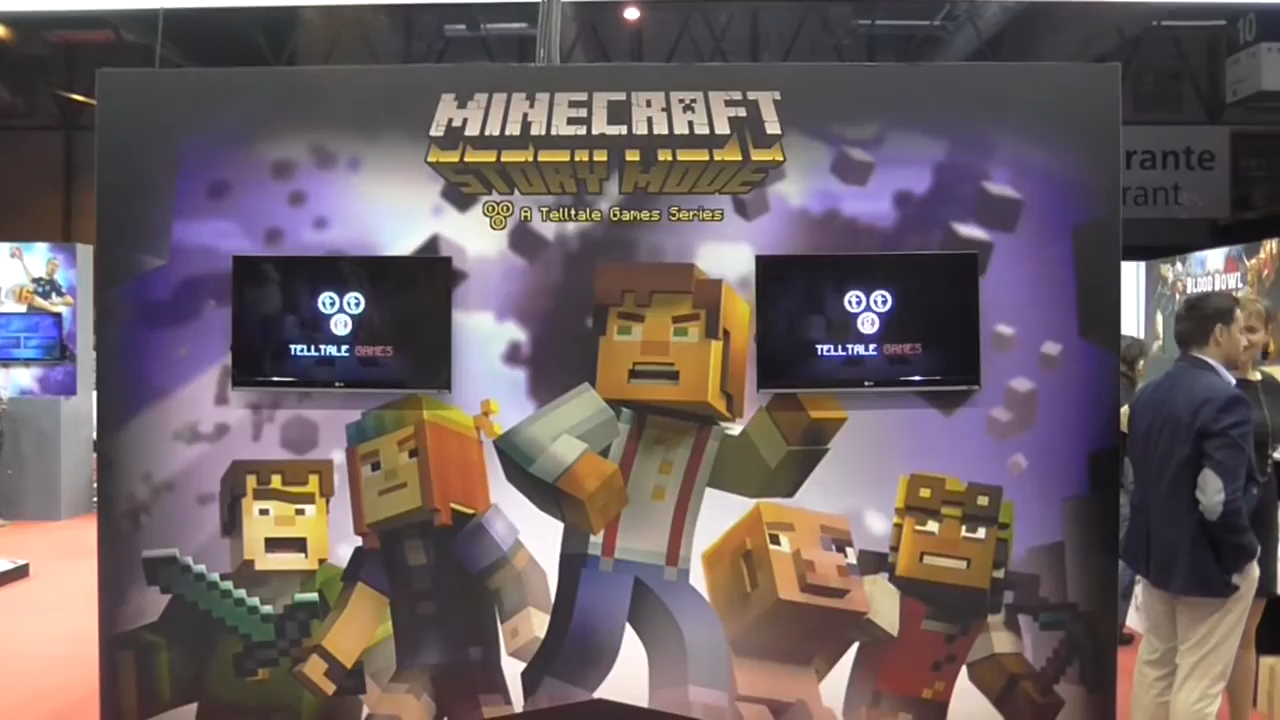 MINECRAFT
STORY MODE
A Telltale Games Series
TELLTALE GAMES
TELLTALE GAMES
10
rante
rant
BLOOD BOWL